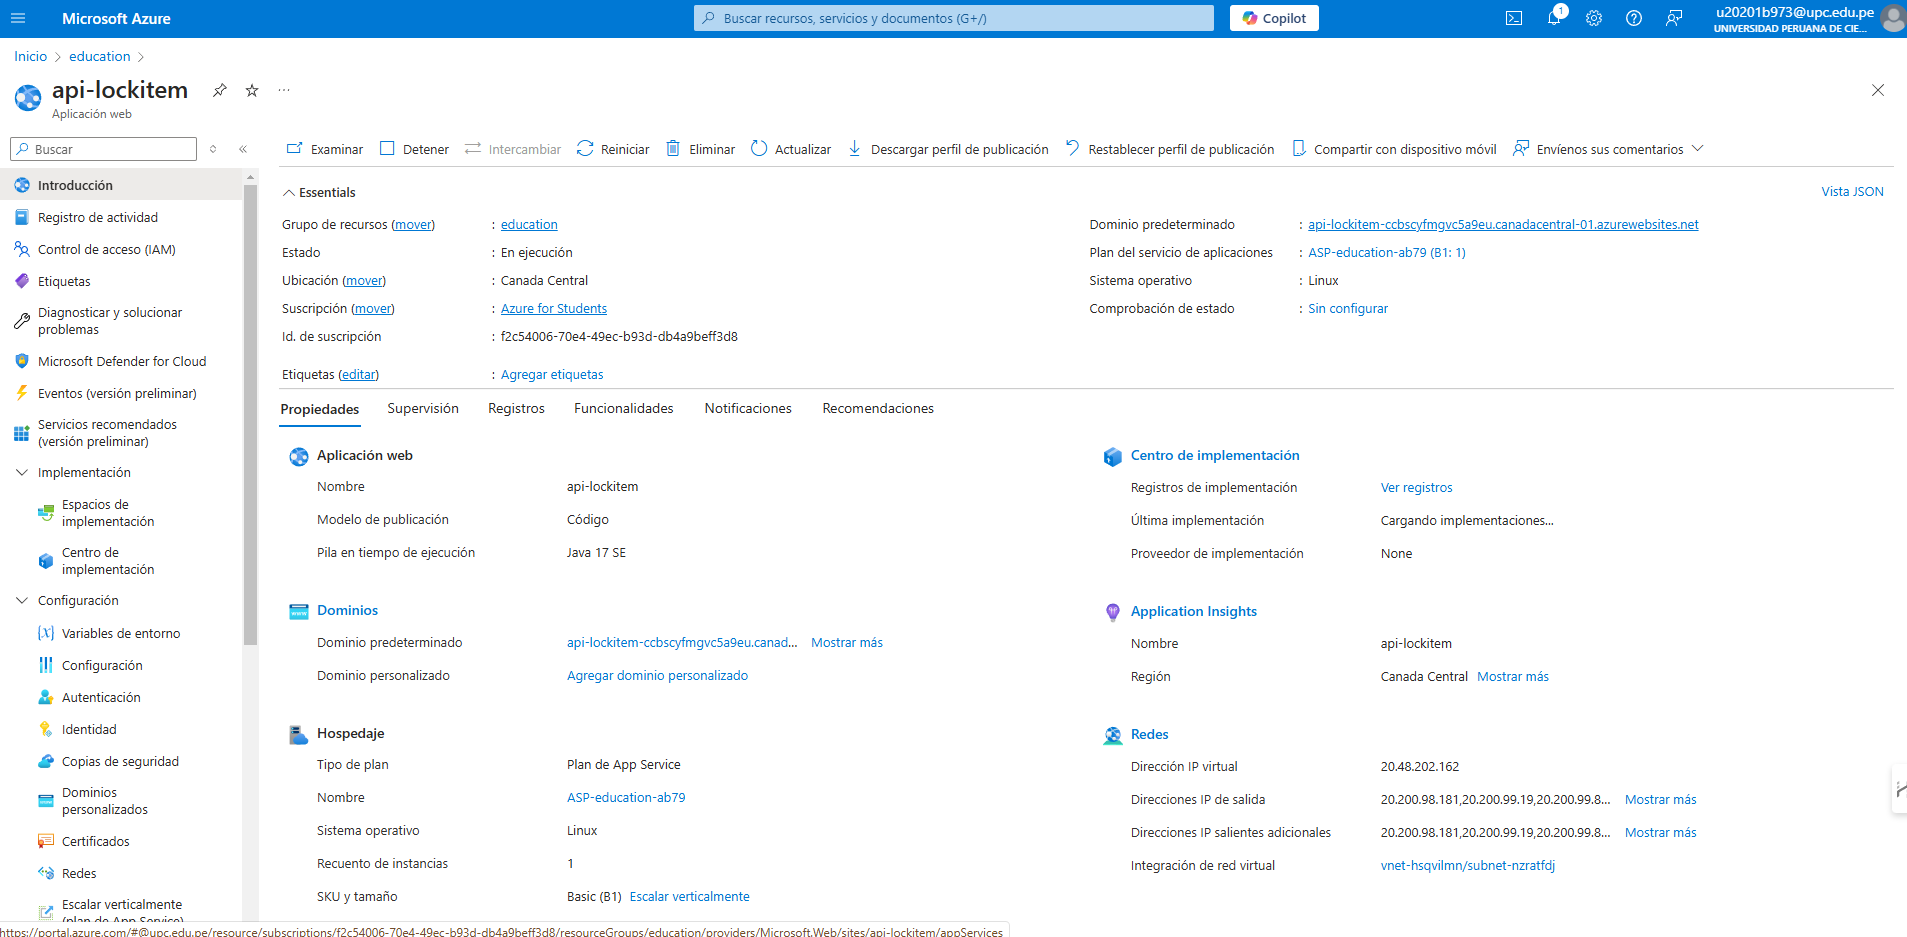 Microsoft Azure
Buscar recursos, servicios y documentos (G+/)
Copilot
1
u20201b973@upc.edu.pe
UNIVERSIDAD PERUANA DE CIE...
Inicio > education >
api-lockitem
...
Aplicación web
Buscar
Introducción
Registro de actividad
Control de acceso (IAM)
Etiquetas
Diagnosticar y solucionar
problemas
Microsoft Defender for Cloud
Eventos (versión preliminar)
Servicios recomendados
(versión preliminar)
Implementación
Espacios de
implementación
Centro de
implementación
Configuración
Variables de entorno
Configuración
Autenticación
Identidad
Copias de seguridad
Dominios
personalizados
Certificados
Redes
Escalar verticalmente
(plan de App Service)
Examinar Detener Intercambiar Reiniciar Eliminar Actualizar Descargar perfil de publicación Restablecer perfil de publicación Compartir con dispositivo móvil Envíenos sus comentarios
Essentials
Vista JSON
Grupo de recursos (mover) : education
Estado : En ejecución
Ubicación (mover) : Canada Central
Suscripción (mover) : Azure for Students
Id. de suscripción : f2c54006-70e4-49ec-b93d-db4a9beff3d8
Etiquetas (editar) : Agregar etiquetas
Dominio predeterminado : api-lockitem-ccbscyfmgvc5a9eu.canadacentral-01.azurewebsites.net
Plan del servicio de aplicaciones : ASP-education-ab79 (B1: 1)
Sistema operativo : Linux
Comprobación de estado : Sin configurar
Propiedades Supervisión Registros Funcionalidades Notificaciones Recomendaciones
Aplicación web
Nombre api-lockitem
Modelo de publicación Código
Pila en tiempo de ejecución Java 17 SE
Dominios
Dominio predeterminado api-lockitem-ccbscyfmgvc5a9eu.canad... Mostrar más
Dominio personalizado Agregar dominio personalizado
Hospedaje
Tipo de plan Plan de App Service
Nombre ASP-education-ab79
Sistema operativo Linux
Recuento de instancias 1
SKU y tamaño Basic (B1) Escalar verticalmente
Centro de implementación
Registros de implementación Ver registros
Última implementación Cargando implementaciones...
Proveedor de implementación None
Application Insights
Nombre api-lockitem
Región Canada Central Mostrar más
Redes
Dirección IP virtual 20.48.202.162
Direcciones IP de salida 20.200.98.181,20.200.99.19,20.200.99.8... Mostrar más
Direcciones IP salientes adicionales 20.200.98.181,20.200.99.19,20.200.99.8... Mostrar más
Integración de red virtual vnet-hsqvilmn/subnet-nzratfdj
https://portal.azure.com/#@upc.edu.pe/resource/subscriptions/f2c54006-70e4-49ec-b93d-db4a9beff3d8/resourceGroups/education/providers/Microsoft.Web/sites/api-lockitem/appServices